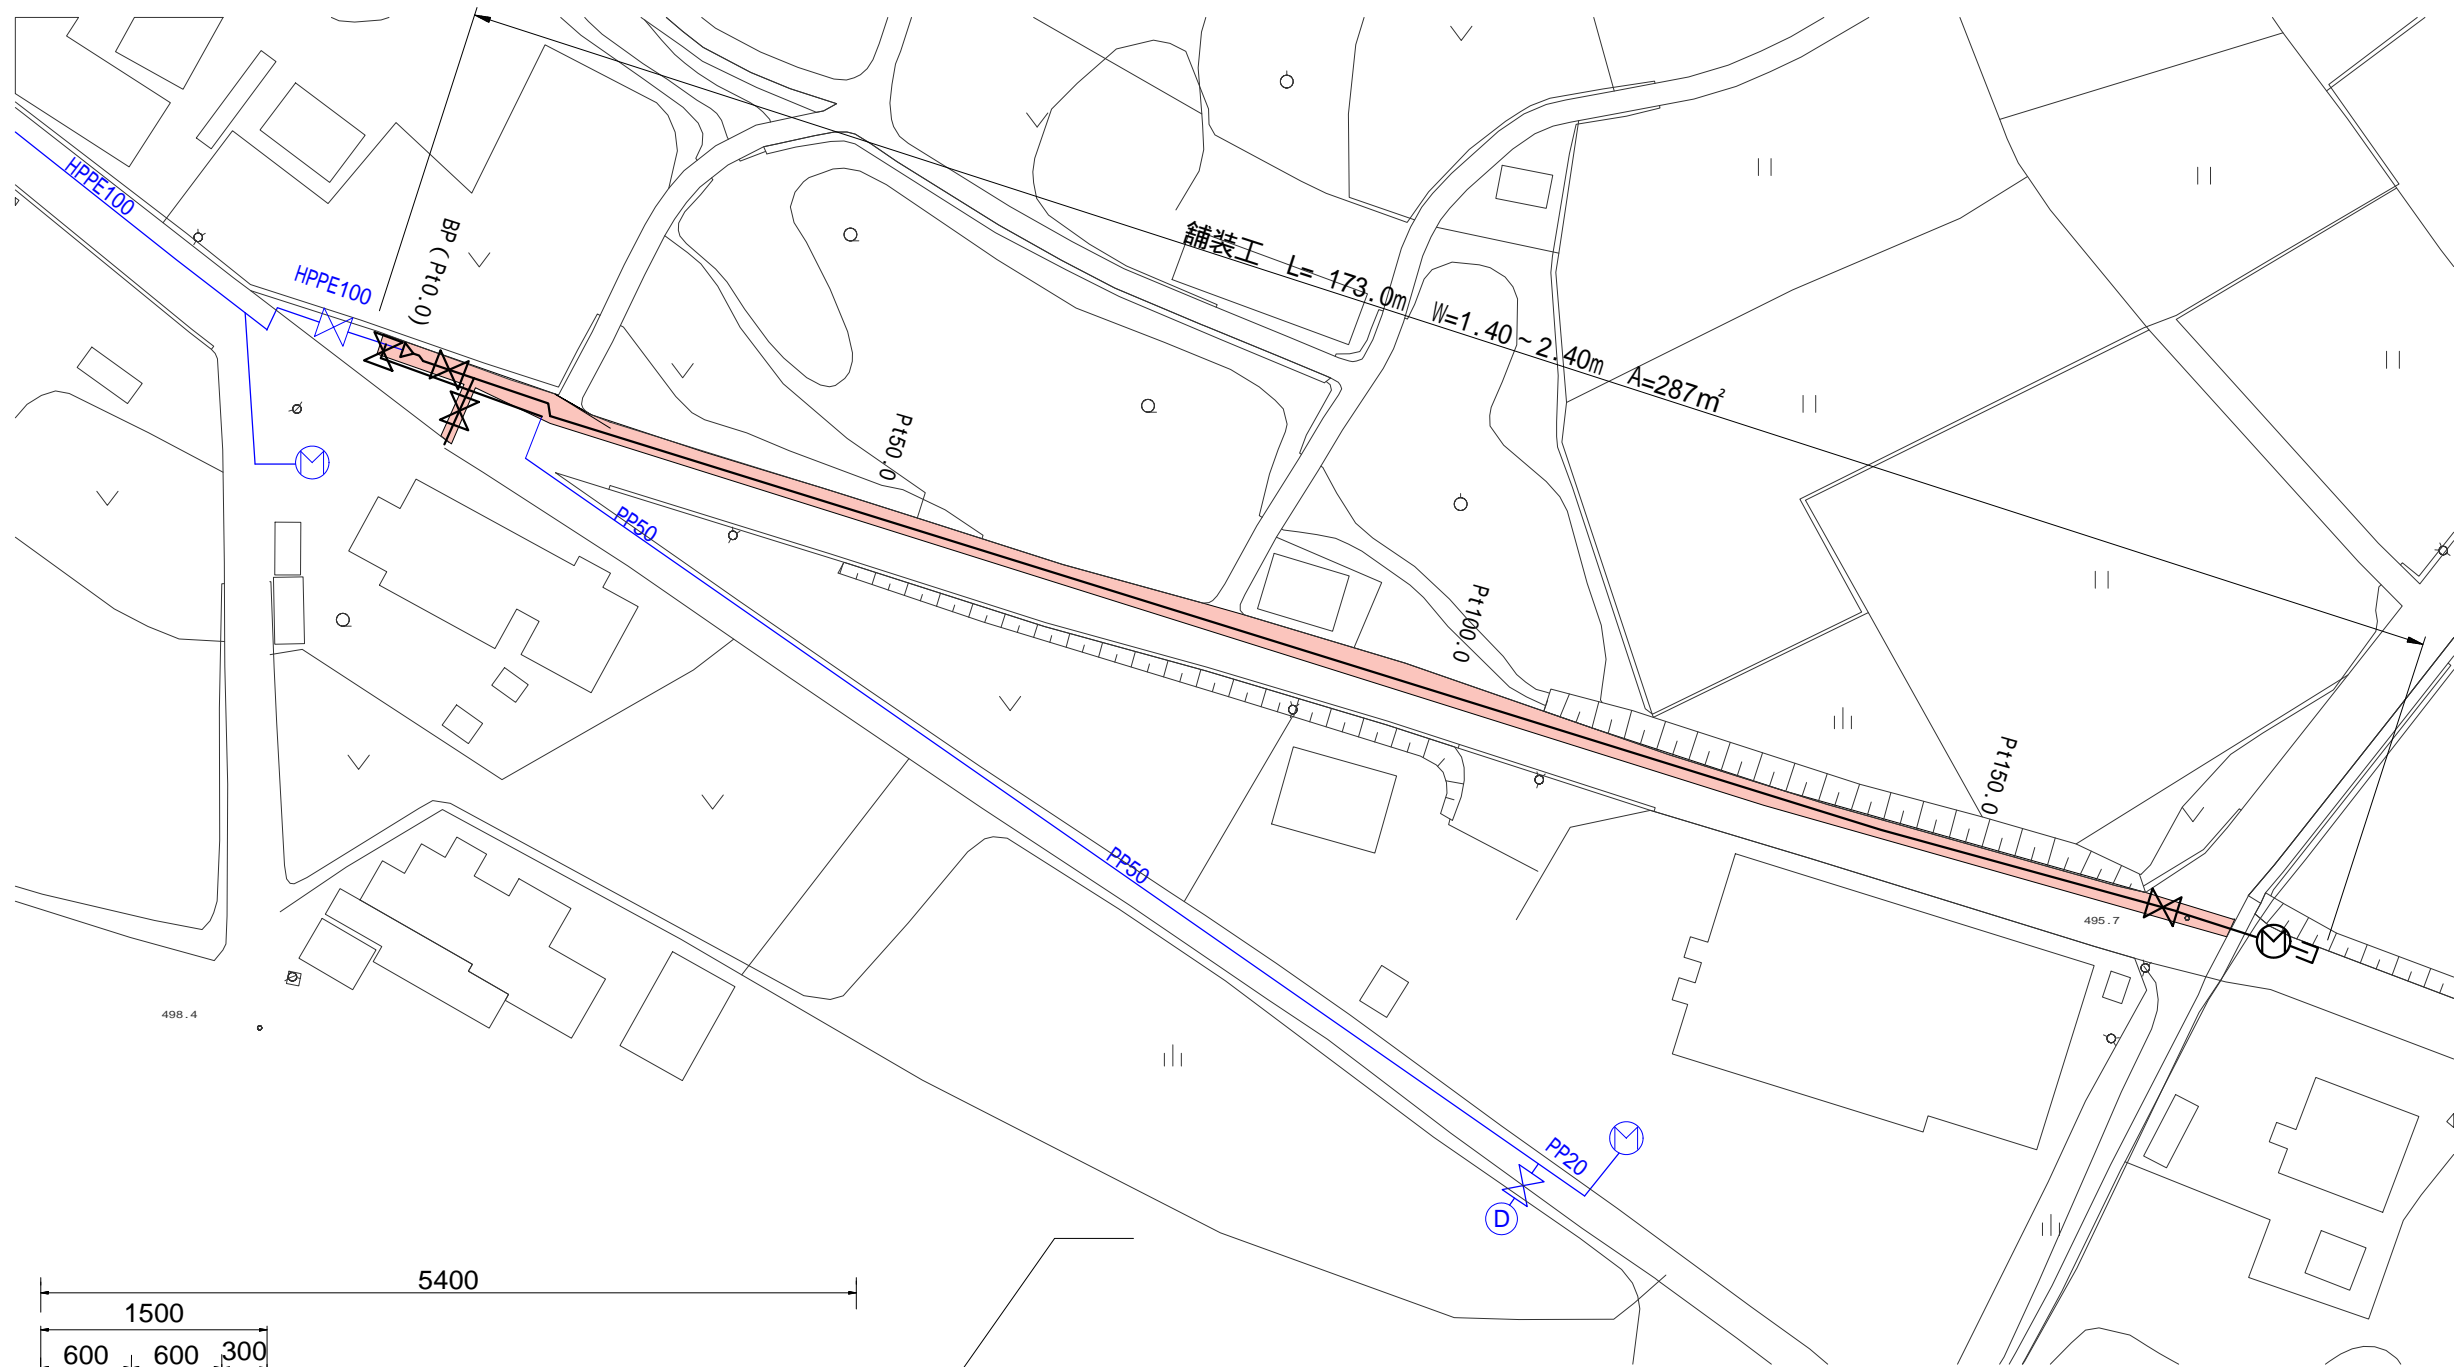 HPPE100
HPPE100
BP(Pt0.0)
舗装工 L= 173.0m W=1.40~2.40m A=287㎡
Pt50.0
PP50
Pt100.0
Pt150.0
PP50
495.7
498.4
PP20
M
M
M
D
5400
1500
600 600 300